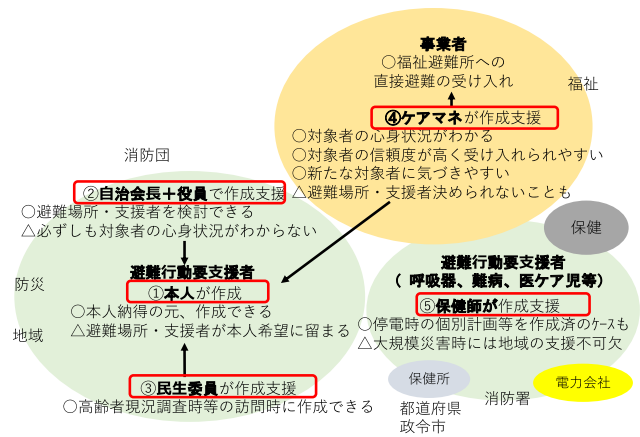 事業者
○福祉避難所への
直接避難の受け入れ
福祉
④ケアマネが作成支援
○対象者の心身状況がわかる
○対象者の信頼度が高く受け入れられやすい
○新たな対象者に気づきやすい
△避難場所・支援者決められないことも
消防団
②自治会長＋役員で作成支援
○避難場所・支援者を検討できる
△必ずしも対象者の心身状況がわからない
防災
地域
避難行動要支援者
①本人が作成
○本人納得の元、作成できる
△避難場所・支援者が本人希望に留まる
③民生委員が作成支援
○高齢者現況調査時等の訪問時に作成できる
保健
避難行動要支援者
（ 呼吸器、難病、医ケア児等）
⑤保健師が作成支援
○停電時の個別計画等を作成済のｹｰｽも
△大規模災害時には地域の支援不可欠
保健所
都道府県
政令市
消防署
電力会社